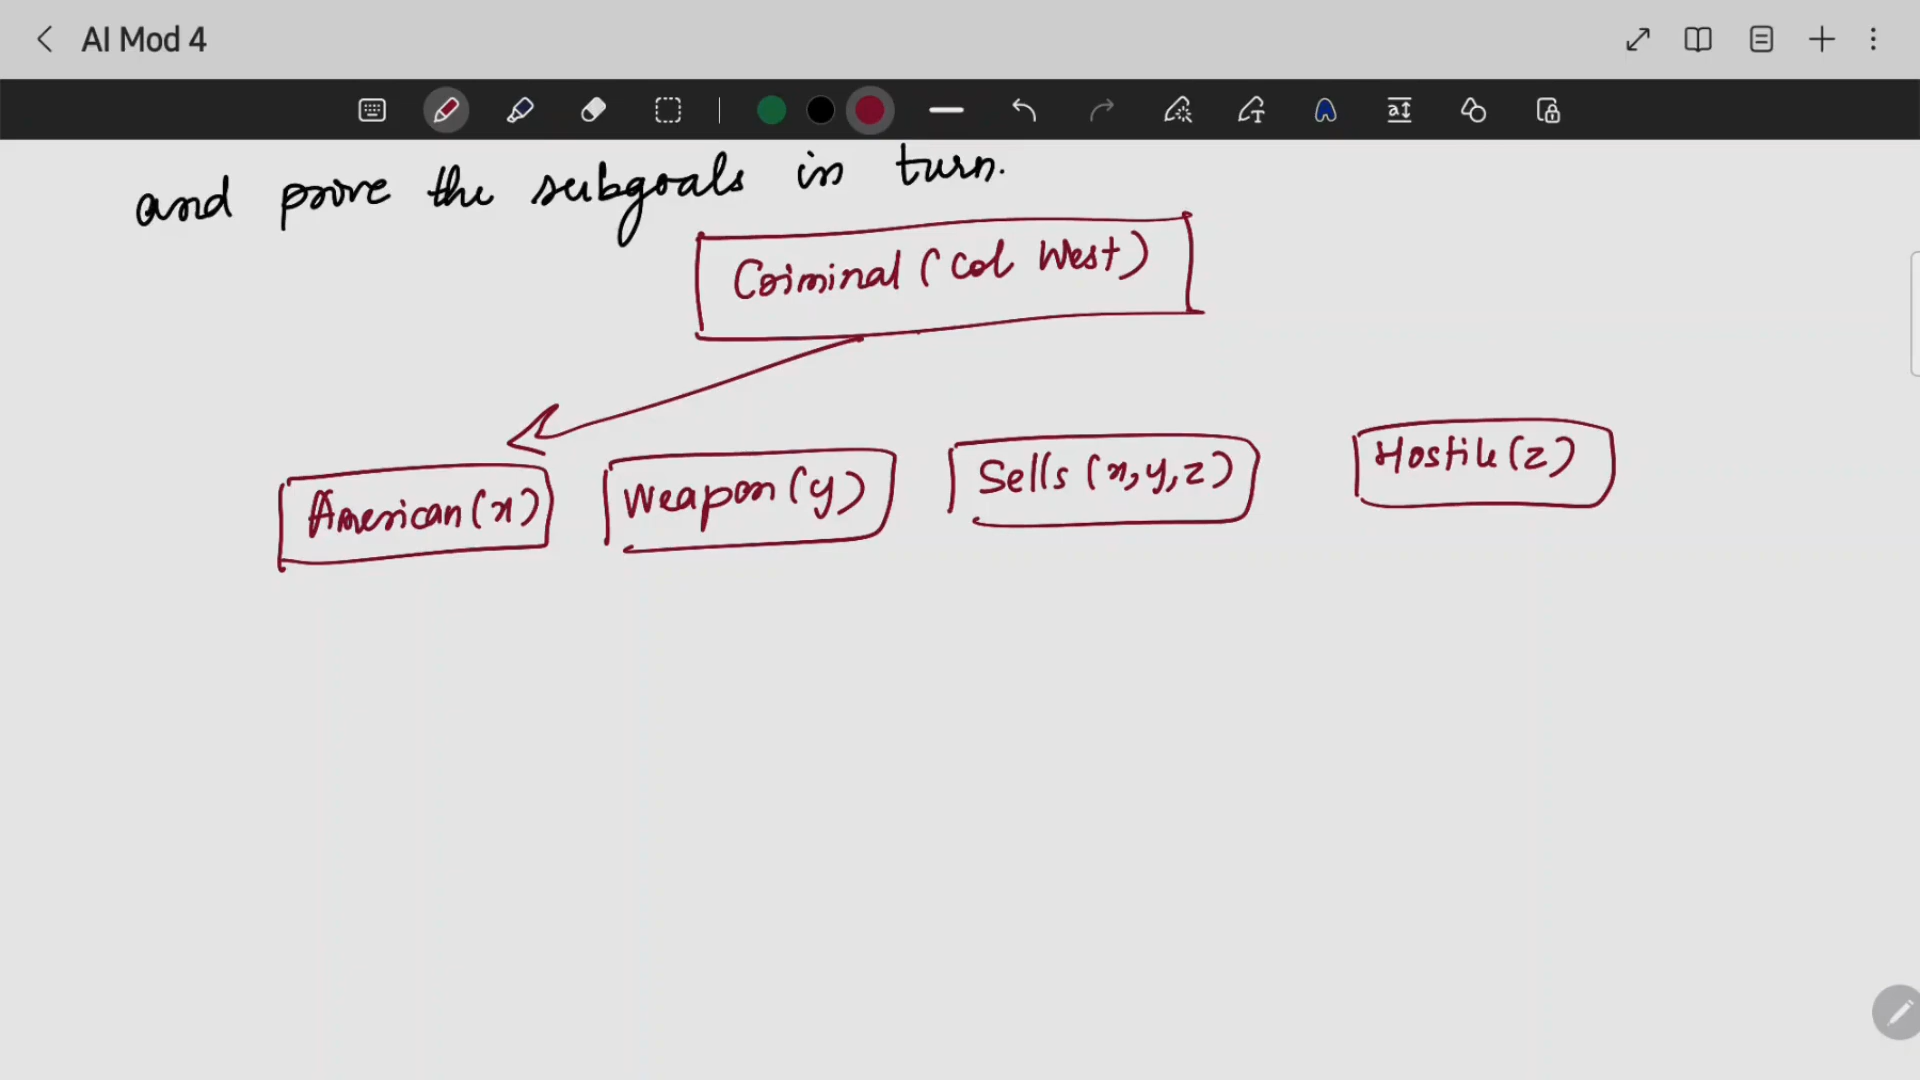 AI Mod 4
and prove the subgoals in turn.
Criminal (Col West)
American (x) Weapon (y) Sells (x, y, z) Hostile (z)